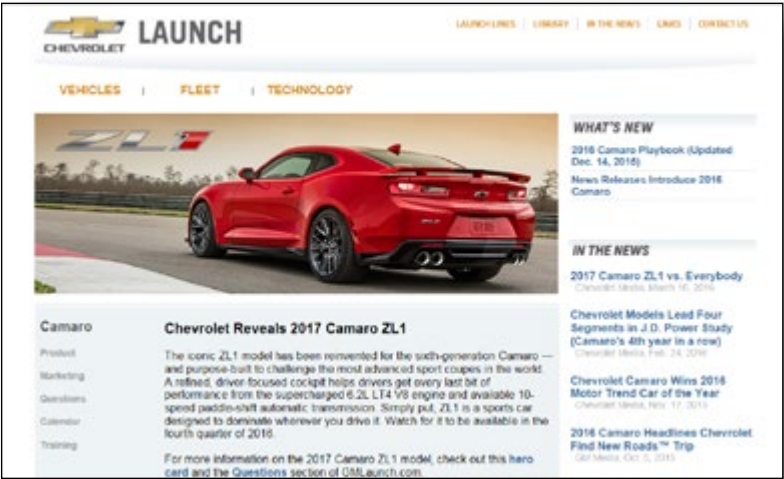 CHEVROLET LAUNCH
LAUNCH LINES | LIBRARY | IN THE NEWS | LINKS | CONTACT US
VEHICLES | FLEET | TECHNOLOGY
ZL1
WHAT'S NEW
2016 Camaro Playbook (Updated
Dec. 14, 2015)
News Releases Introduce 2016
Camaro
IN THE NEWS
2017 Camaro ZL1 vs. Everybody
Chevrolet Media, March 16, 2016
Chevrolet Models Lead Four
Segments in J.D. Power Study
(Camaro's 4th year in a row)
Chevrolet Media, Feb. 24, 2016
Chevrolet Camaro Wins 2016
Motor Trend Car of the Year
Chevrolet Media, Nov. 17, 2015
2016 Camaro Headlines Chevrolet
Find New Roads™ Trip
GM Media, Oct. 5, 2015
Camaro
Product
Marketing
Questions
Calendar
Training
Chevrolet Reveals 2017 Camaro ZL1
The iconic ZL1 model has been reinvented for the sixth-generation Camaro —
and purpose-built to challenge the most advanced sport coupes in the world.
A refined, driver-focused cockpit helps drivers get every last bit of
performance from the supercharged 6.2L LT4 V8 engine and available 10-
speed paddle-shift automatic transmission. Simply put, ZL1 is a sports car
designed to dominate wherever you drive it. Watch for it to be available in the
fourth quarter of 2016.
For more information on the 2017 Camaro ZL1 model, check out this hero
card and the Questions section of GMLaunch.com.